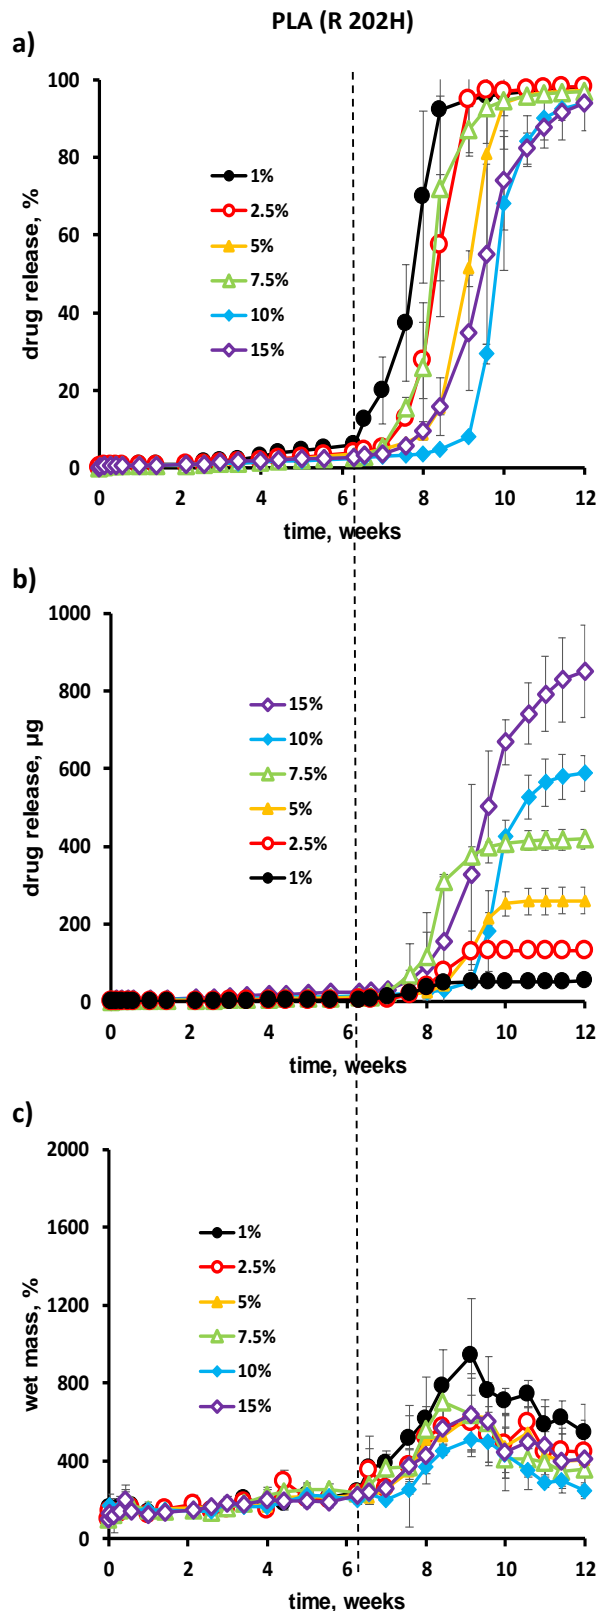 PLA (R 202H)
a)
drug release, %
100
80
60
40
20
0
1%
2.5%
5%
7.5%
10%
15%
0 2 4 6 8 10 12
time, weeks
b)
drug release, µg
1000
800
600
400
200
0
15%
10%
7.5%
5%
2.5%
1%
0 2 4 6 8 10 12
time, weeks
c)
wet mass, %
2000
1600
1200
800
400
0
1%
2.5%
5%
7.5%
10%
15%
0 2 4 6 8 10 12
time, weeks